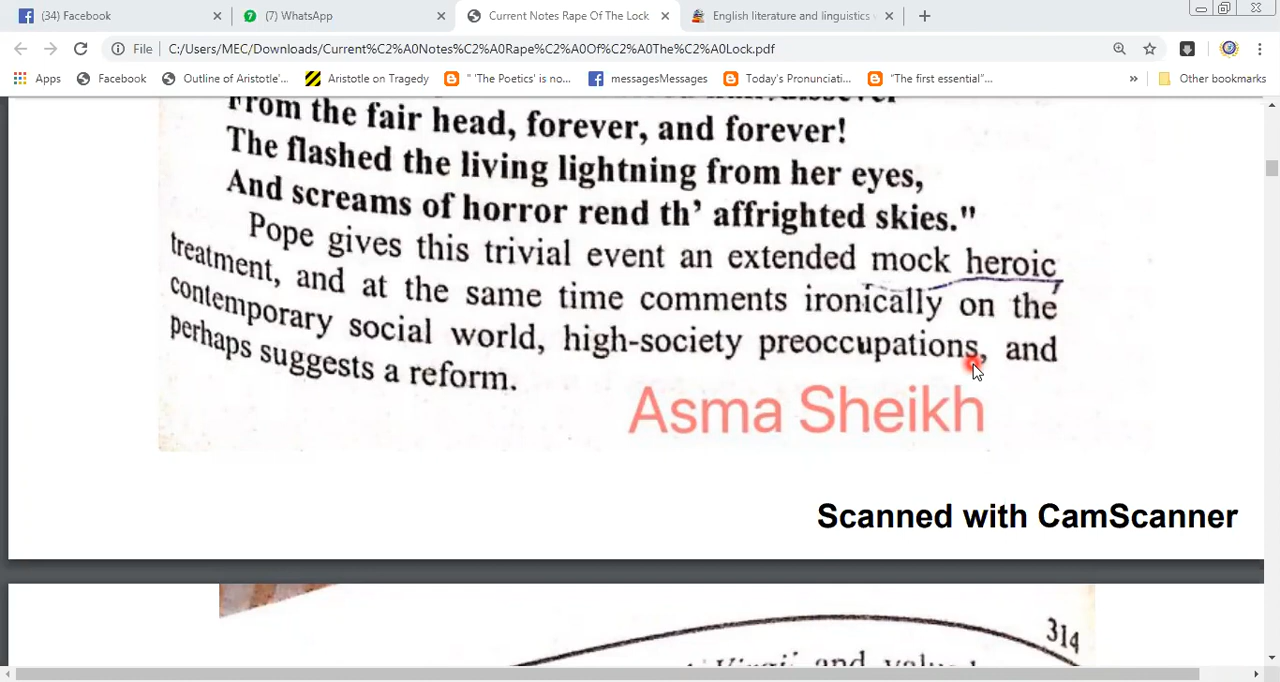 (34) Facebook
(7) WhatsApp
Current Notes Rape Of The Lock
English literature and linguistics
File
C:/Users/MEC/Downloads/Current%C2%A0Notes%C2%A0Rape%C2%A0Of%C2%A0The%C2%A0Lock.pdf
Apps
Facebook
Outline of Aristotle'...
Aristotle on Tragedy
" 'The Poetics' is no...
messagesMessages
Today's Pronunciati...
"The first essential"...
»
Other bookmarks
From the fair head, forever, and forever!
The flashed the living lightning from her eyes,
And screams of horror rend th' affrighted skies."
Pope gives this trivial event an extended mock heroic
treatment, and at the same time comments ironically on the
contemporary social world, high-society preoccupations, and
perhaps suggests a reform.
Asma Sheikh
Scanned with CamScanner
314
and